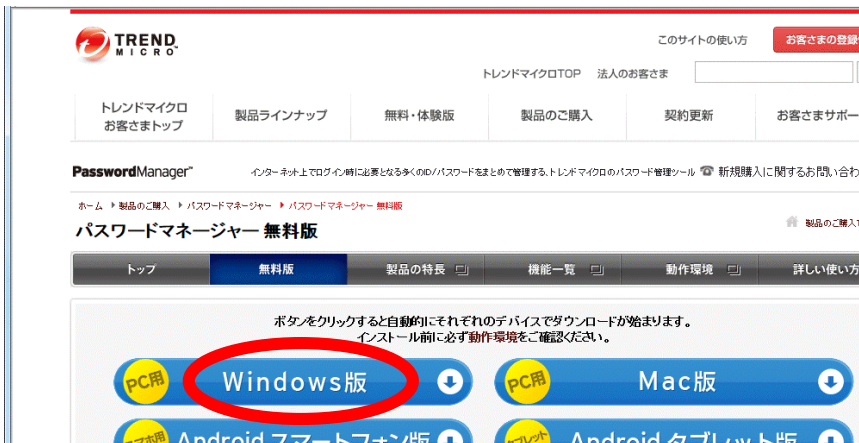 TREND
MICRO
このサイトの使い方
お客さまの登録
トレンドマイクロTOP 法人のお客さま
トレンドマイクロ
お客さまトップ
製品ラインナップ
無料・体験版
製品のご購入
契約更新
お客さまサポー
PasswordManager™
インターネット上でログイン時に必要となる多くのID/パスワードをまとめて管理する、トレンドマイクロのパスワード管理ツール
新規購入に関するお問い合わ
ホーム 製品のご購入 パスワードマネージャー パスワードマネージャー 無料版
パスワードマネージャー 無料版
製品のご購入
トップ
無料版
製品の特長
機能一覧
動作環境
詳しい使い方
ボタンをクリックすると自動的にそれぞれのデバイスでダウンロードが始まります。
インストール前に必ず動作環境をご確認ください。
PC用 Windows版
PC用 Mac版
スマホ用 Android スマートフォン版
タブレット Android タブレット版